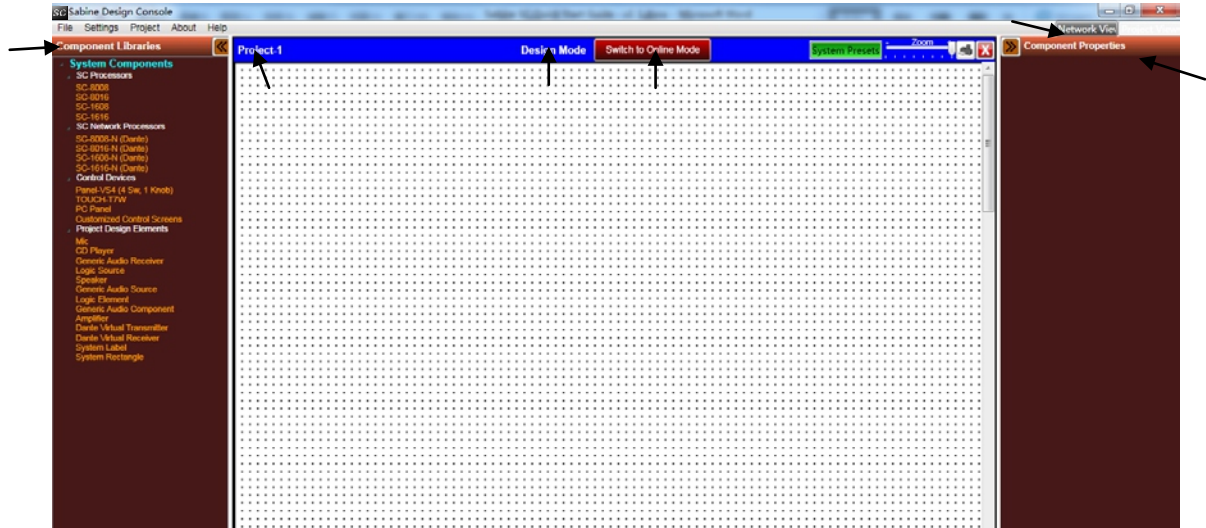 SC Sabine Design Console
File Settings Project About Help
Network View
Component Libraries
Project-1 Design Mode Switch to Online Mode System Presets Zoom X
Component Properties
System Components
SC Processors
SC-8008
SC-8016
SC-1608
SC-1616
SC Network Processors
SC-8008-N (Dante)
SC-8016-N (Dante)
SC-1608-N (Dante)
SC-1616-N (Dante)
Control Devices
Panel-VS4 (4 Sw, 1 Knob)
TOUCH-T7W
PC Panel
Customized Control Screens
Project Design Elements
Mic
CD Player
Generic Audio Receiver
Logic Source
Speaker
Generic Audio Source
Logic Element
Generic Audio Component
Amplifier
Dante Virtual Transmitter
Dante Virtual Receiver
System Label
System Rectangle